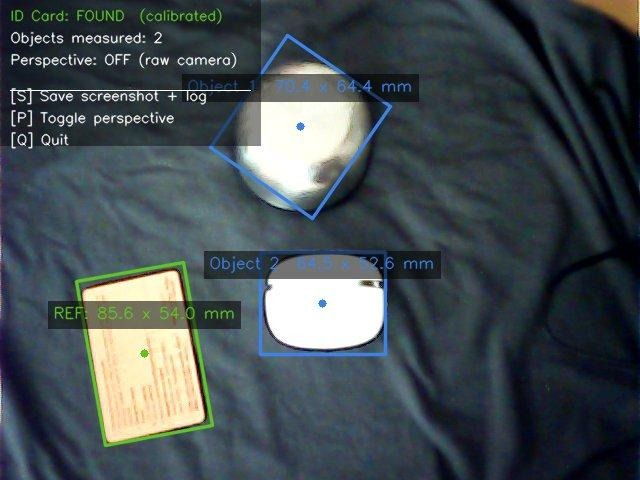 ID Card: FOUND (calibrated)
Objects measured: 2
Perspective: OFF (raw camera)
[S] Save screenshot + log
[P] Toggle perspective
[Q] Quit
Object 1: 70.4 x 64.4 mm
Object 2: 64.5 x 52.6 mm
REF: 85.6 x 54.0 mm